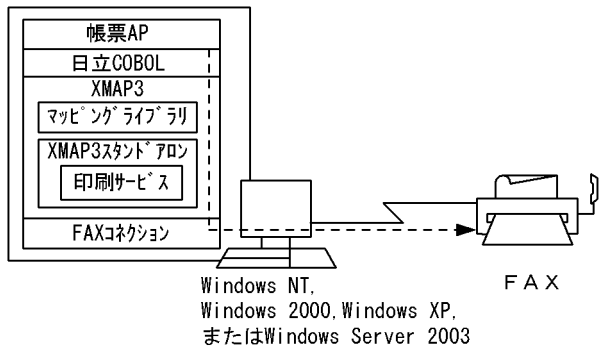 帳票AP
日立COBOL
XMAP3
ﾏｯﾋﾟﾝｸﾞﾗｲﾌﾞﾗﾘ
XMAP3ｽﾀﾝﾄﾞｱﾛﾝ
印刷ｻｰﾋﾞｽ
FAXｺﾈｸｼｮﾝ
Windows NT,
Windows 2000,Windows XP,
またはWindows Server 2003
ＦＡＸ